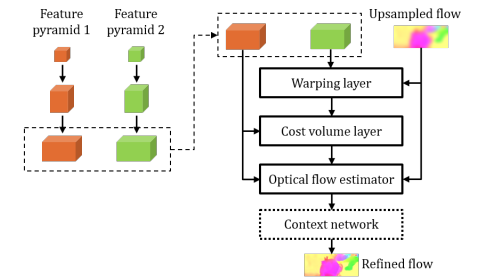 Feature
pyramid 1
Feature
pyramid 2
Upsampled flow
Warping layer
Cost volume layer
Optical flow estimator
Context network
Refined flow